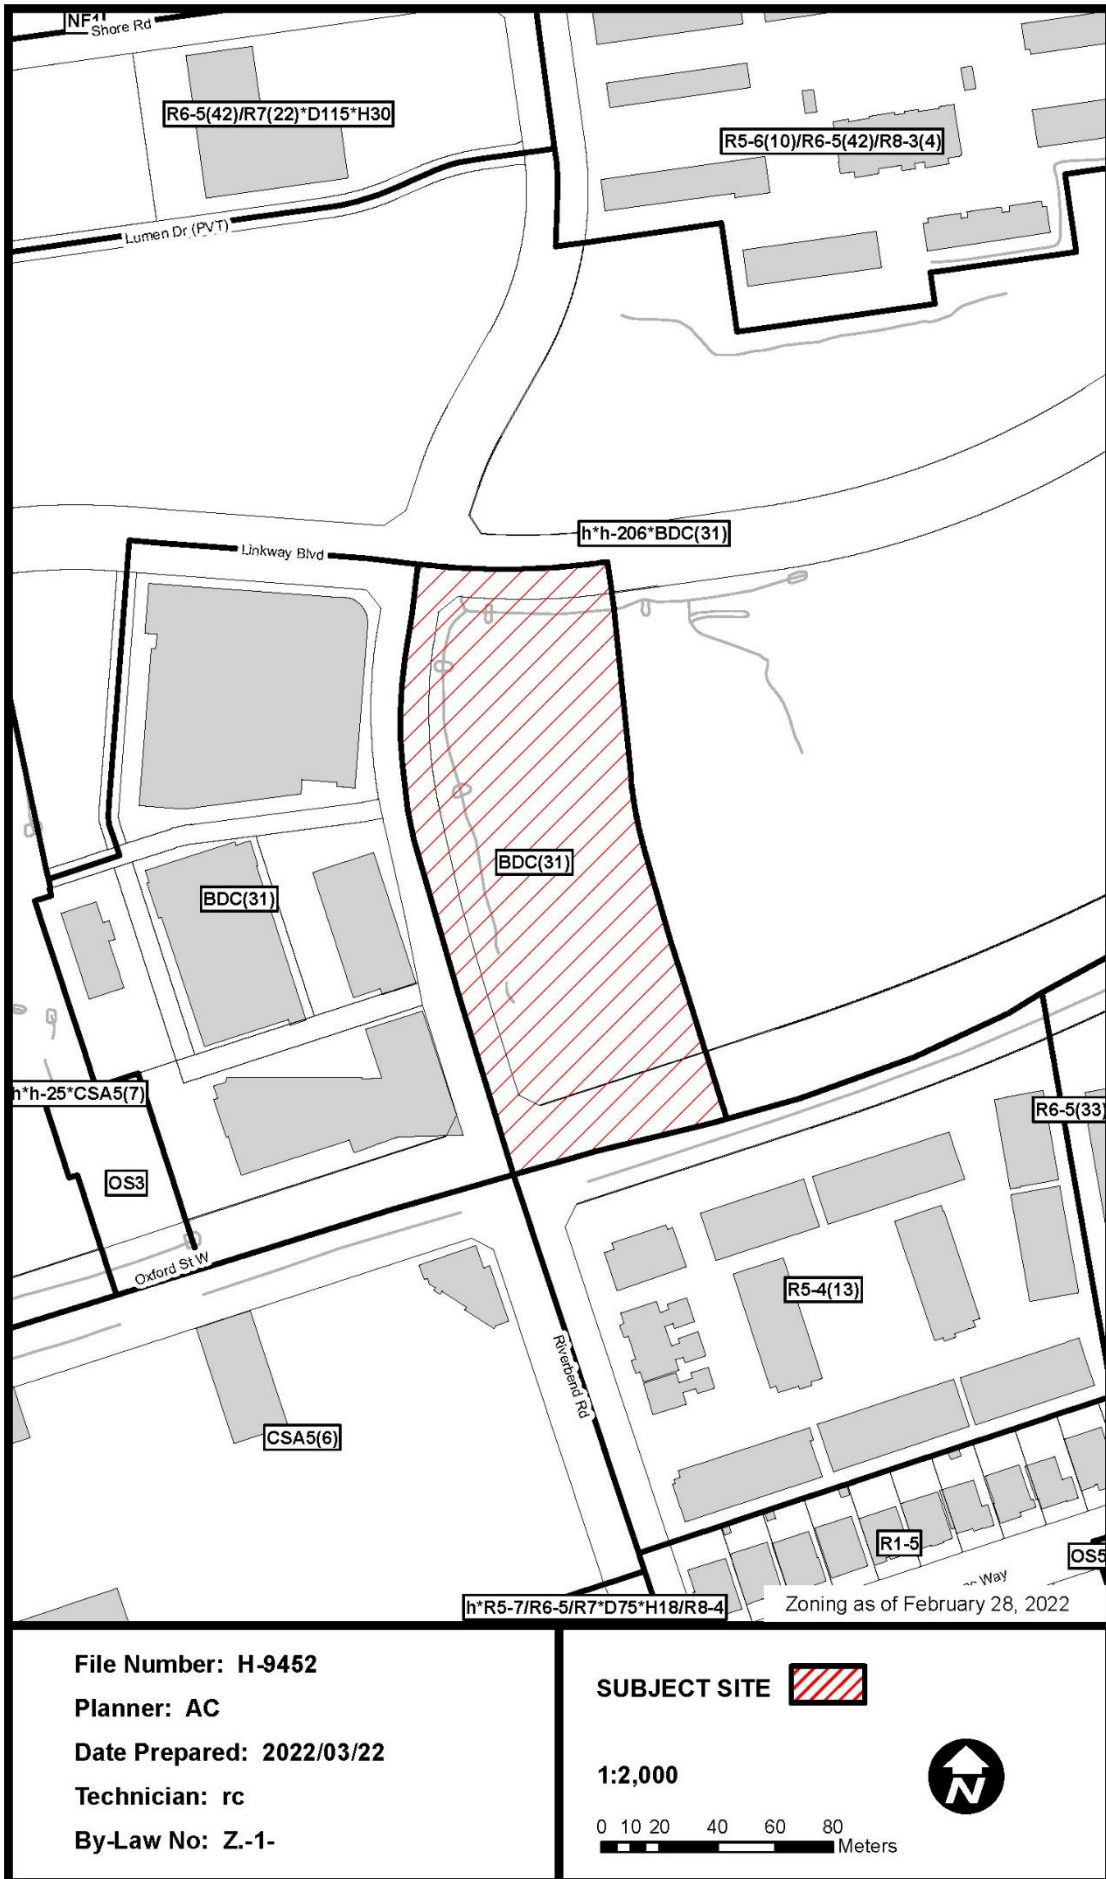 NF1
Shore Rd
R6-5(42)/R7(22)*D115*H30
R5-6(10)/R6-5(42)/R8-3(4)
Lumen Dr (PVT)
h*h-206*BDC(31)
Linkway Blvd
BDC(31)
BDC(31)
h*h-25*CSA5(7)
R6-5(33)
OS3
Oxford St W
R5-4(13)
Riverbend Rd
CSA5(6)
R1-5
OS5
Way
h*R5-7/R6-5/R7*D75*H18/R8-4
Zoning as of February 28, 2022
File Number: H-9452
Planner: AC
Date Prepared: 2022/03/22
Technician: rc
By-Law No: Z.-1-
SUBJECT SITE
1:2,000
N
0 10 20 40 60 80
Meters